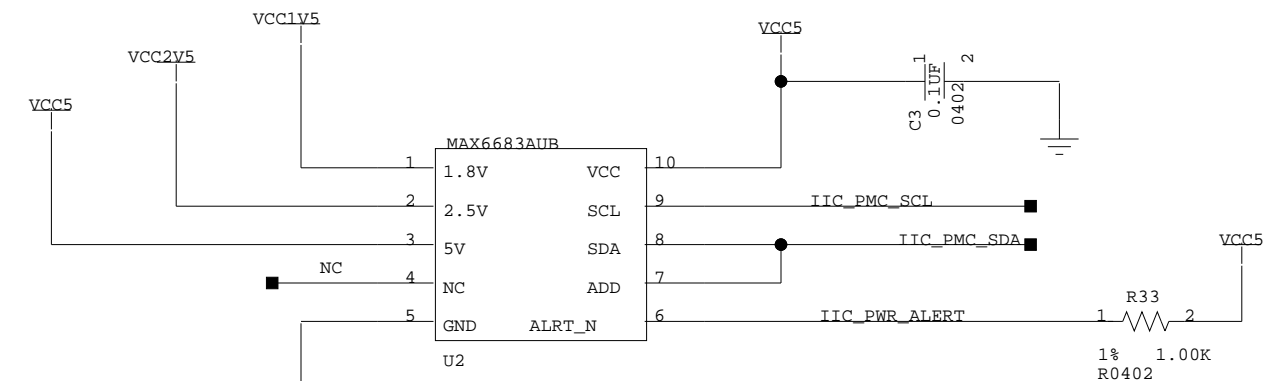 VCC1V5
VCC5
VCC2V5
1
2
VCC5
C3
0.1UF
0402
MAX6683AUB
1
1.8V
VCC
10
2
2.5V
SCL
9
IIC_PMC_SCL
3
5V
SDA
8
IIC_PMC_SDA
VCC5
NC
4
NC
ADD
7
R33
5
GND
ALRT_N
6
IIC_PWR_ALERT
1
2
U2
1%
1.00K
R0402